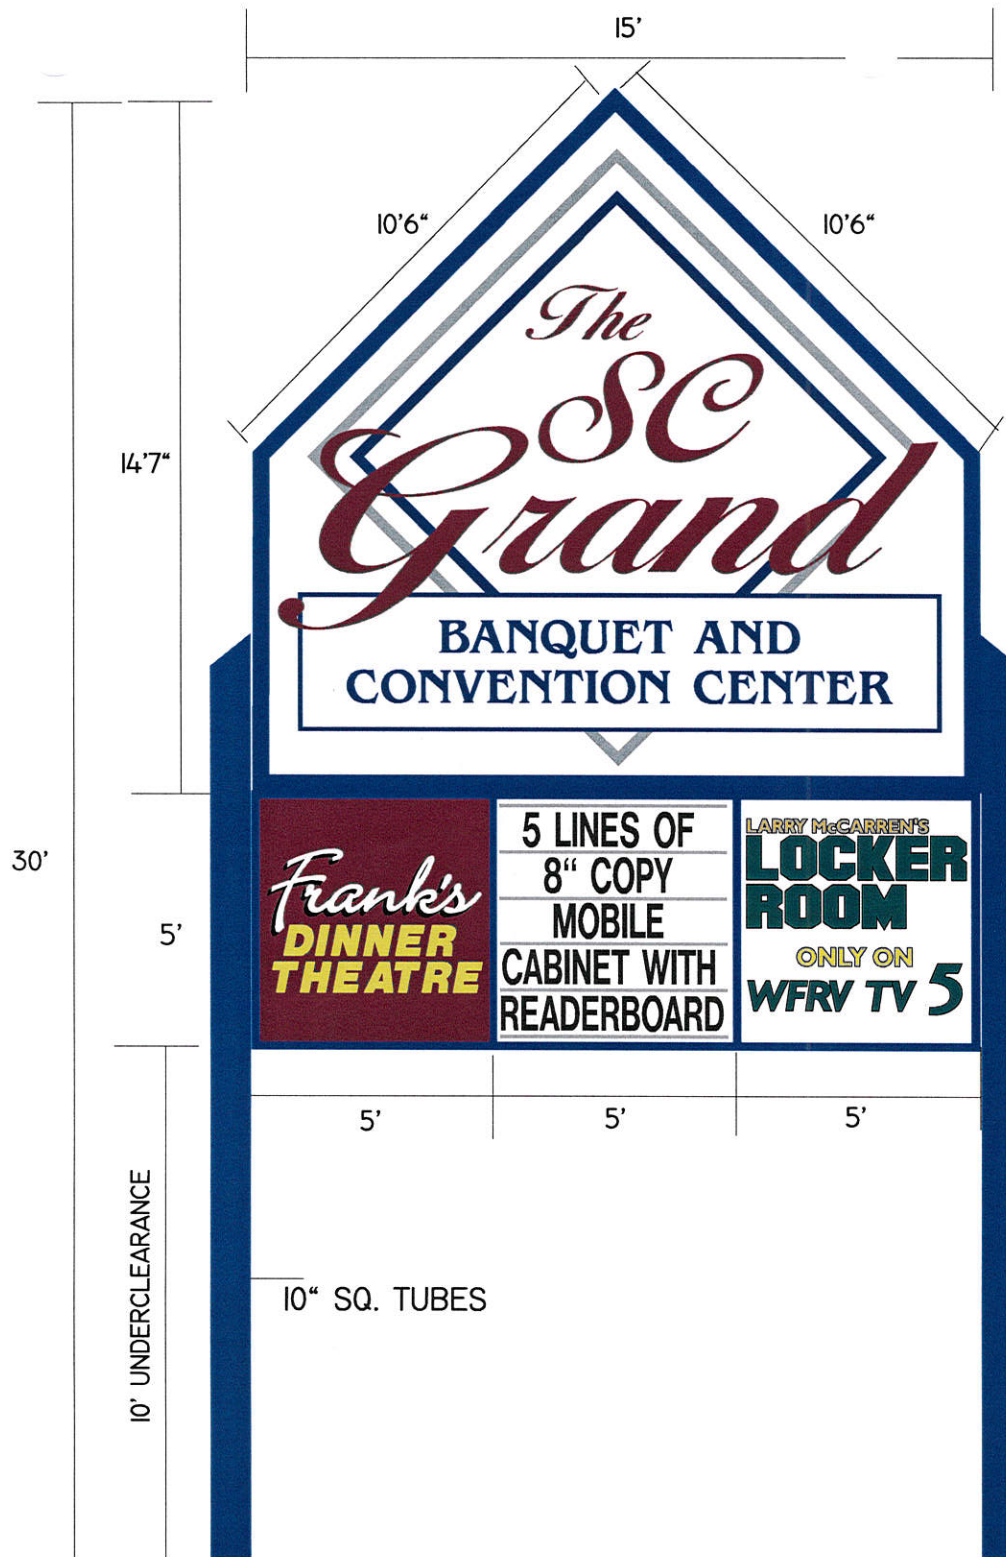 15'
10'6“
10'6“
The
SC
Grand
14'7“
BANQUET AND
CONVENTION CENTER
30'
5'
Frank's
DINNER
THEATRE
5 LINES OF
8“ COPY
MOBILE
CABINET WITH
READERBOARD
LARRY McCARREN'S
LOCKER
ROOM
ONLY ON
WFRV TV 5
5'
5'
5'
10' UNDERCLEARANCE
10“ SQ. TUBES